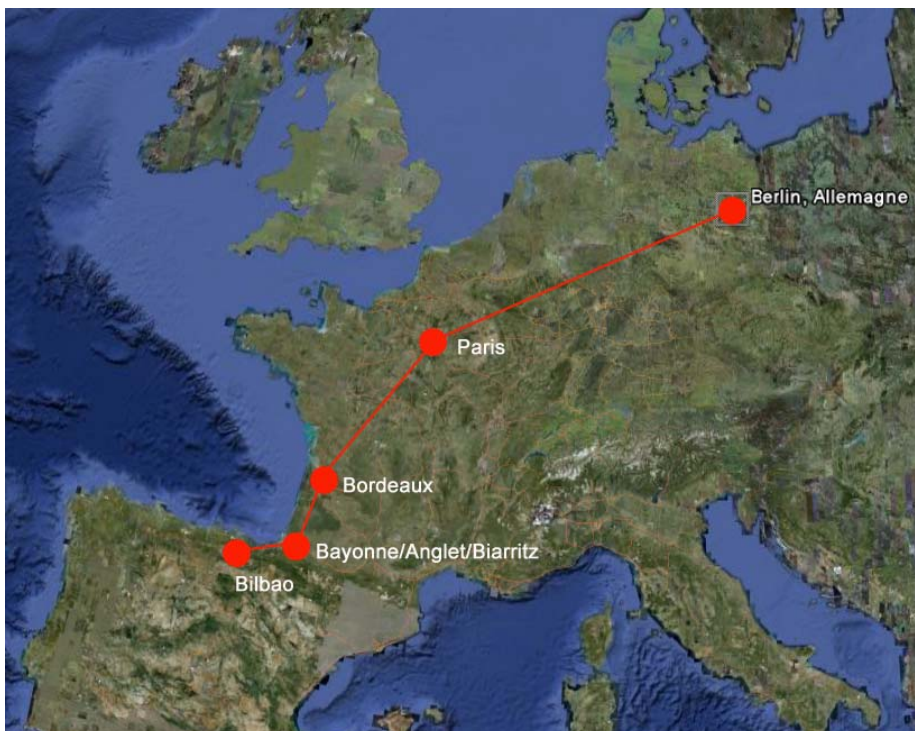 Berlin, Allemagne
Paris
Bordeaux
Bayonne/Anglet/Biarritz
Bilbao